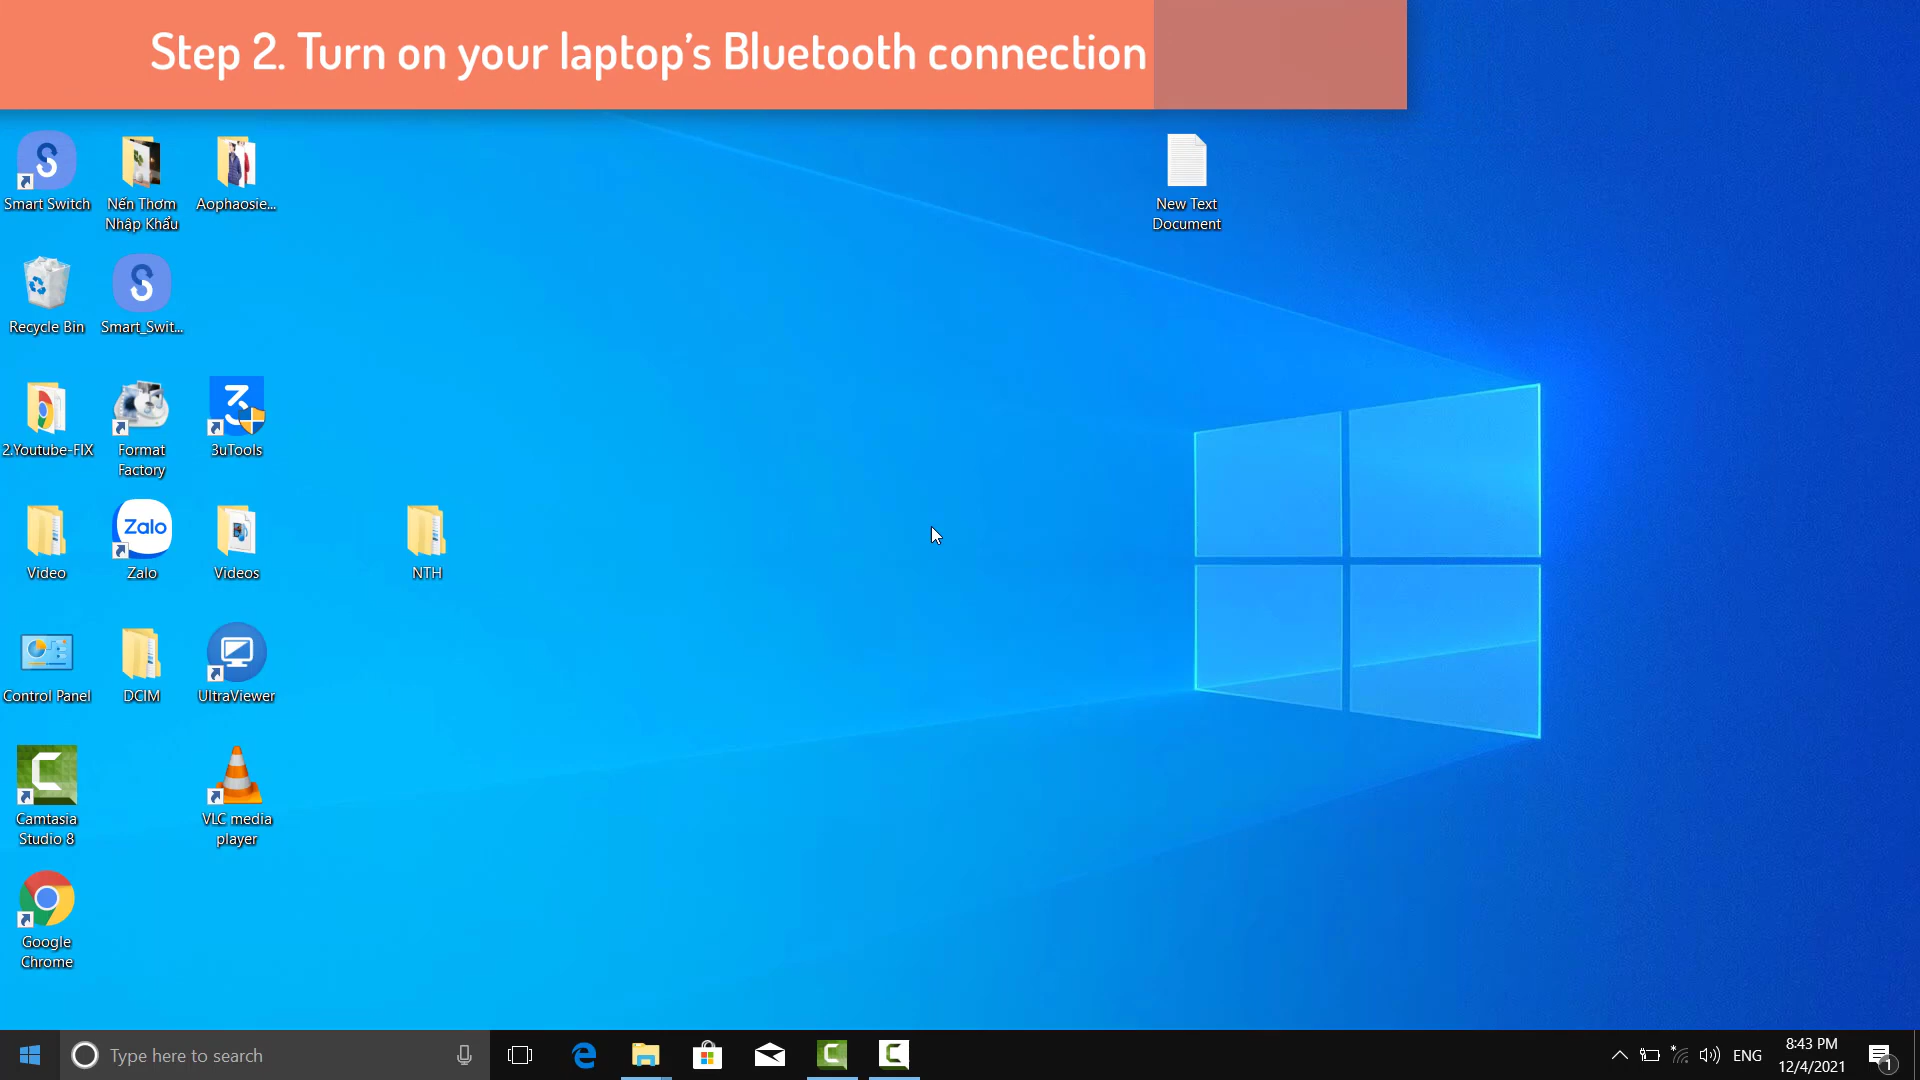 Step 2. Turn on your laptop’s Bluetooth connection
Smart Switch
Nến Thơm
Nhập Khẩu
Aophaosie...
New Text
Document
Recycle Bin
Smart_Swit...
2.Youtube-FIX
Format
Factory
3uTools
Video
Zalo
Zalo
Videos
NTH
Control Panel
DCIM
UltraViewer
Camtasia
Studio 8
VLC media
player
Google
Chrome
Type here to search
ENG
8:43 PM
12/4/2021
1